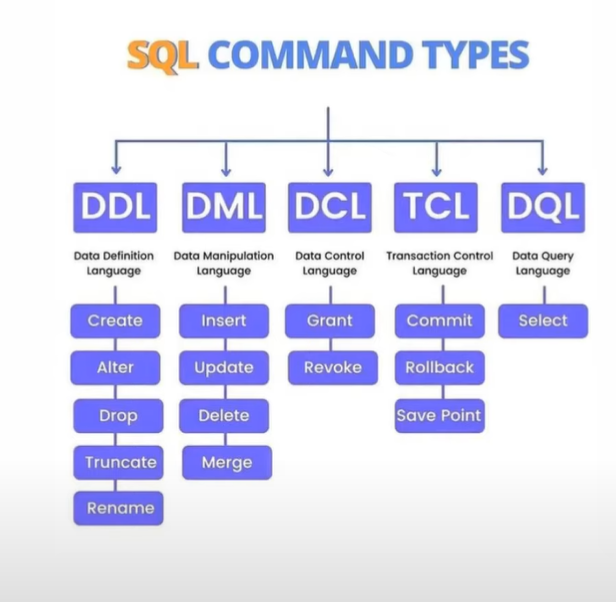 SQL COMMAND TYPES
DDL
Data Definition
Language
Create
Alter
Drop
Truncate
Rename
DML
Data Manipulation
Language
Insert
Update
Delete
Merge
DCL
Data Control
Language
Grant
Revoke
TCL
Transaction Control
Language
Commit
Rollback
Save Point
DQL
Data Query
Language
Select